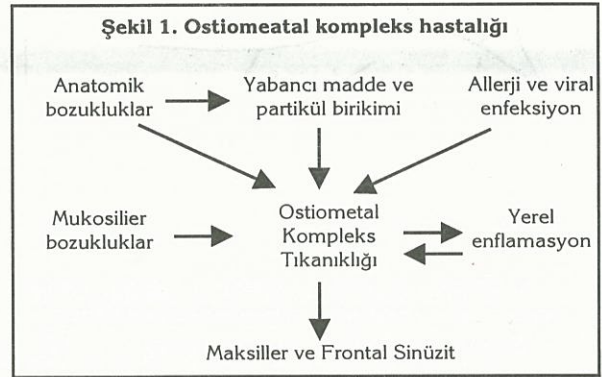 Şekil 1. Ostiomeatal kompleks hastalığı
Anatomik
bozukluklar
Yabancı madde ve
partikül birikimi
Allerji ve viral
enfeksiyon
Mukosilier
bozukluklar
Ostiometal
Kompleks
Tıkanıklığı
Yerel
enflamasyon
Maksiller ve Frontal Sinüzit